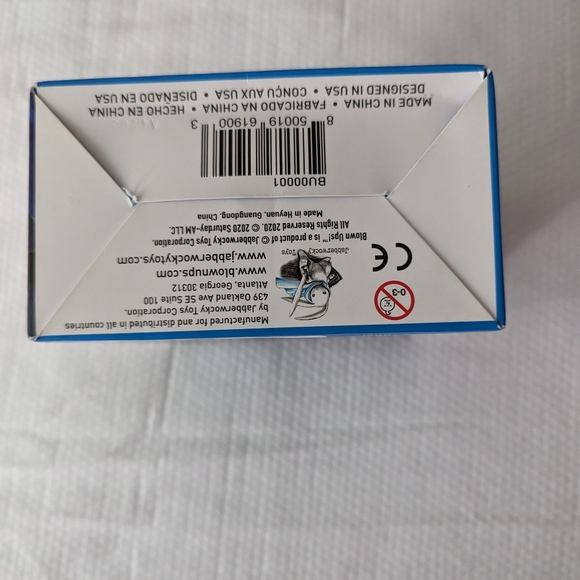 Manufactured for and distributed in all countries
by Jabberwocky Toys Corporation.
439 Oakland Ave SE Suite 100
Atlanta, Georgia 30312
www.blownups.com
www.jabberwockytoys.com
Blown Ups!™ is a product of © Jabberwocky Toys Corporation.
All Rights Reserved 2020. © 2020 Saturday-AM LLC.
Made in Heyuan, Guangdong, China
Jabberwocky
Toys
0-3
CE
BU00001
8 50019 61900 3
MADE IN CHINA • FABRICADO NA CHINA • HECHO EN CHINA •
DESIGNED IN USA • CONÇU AUX USA • DISEÑADO EN USA